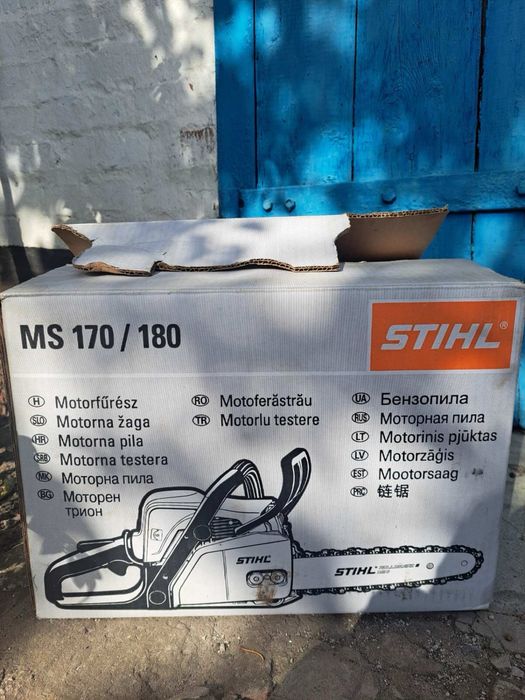 MS 170 / 180
STIHL®
H Motorfűrész
SLO Motorna žaga
HR Motorna pila
SRB Motorna testera
MK Моторна пила
BG Моторен
трион
RO Motoferăstrău
TR Motorlu testere
UA Бензопила
RUS Моторная пила
LT Motorinis pjūktas
LV Motorzāģis
EST Mootorsaag
PRC 链锯
STIHL
STIHL